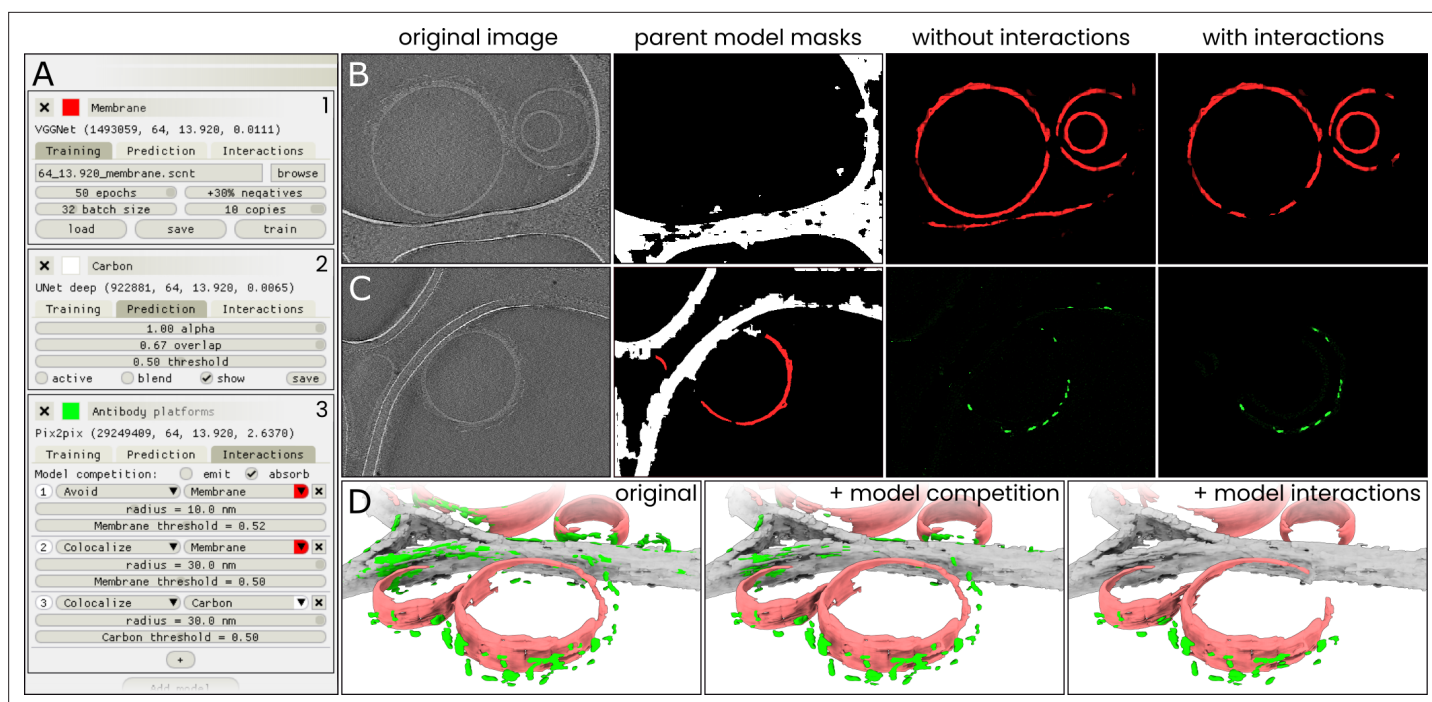 original image
parent model masks
without interactions
with interactions
A
1
Membrane
VGGNet (1493059, 64, 13.920, 0.0111)
Training Prediction Interactions
64_13.920_membrane.scnt browse
50 epochs +30% negatives
32 batch size 10 copies
load save train
2
Carbon
UNet deep (922881, 64, 13.920, 0.0065)
Training Prediction Interactions
1.00 alpha
0.67 overlap
0.50 threshold
active blend show save
3
Antibody platforms
Pix2pix (29249409, 64, 13.920, 2.6370)
Training Prediction Interactions
Model competition: emit absorb
1 Avoid Membrane
radius = 10.0 nm
Membrane threshold = 0.52
2 Colocalize Membrane
radius = 30.0 nm
Membrane threshold = 0.50
3 Colocalize Carbon
radius = 30.0 nm
Carbon threshold = 0.50
+
Add model
B
C
D
original
+ model competition
+ model interactions